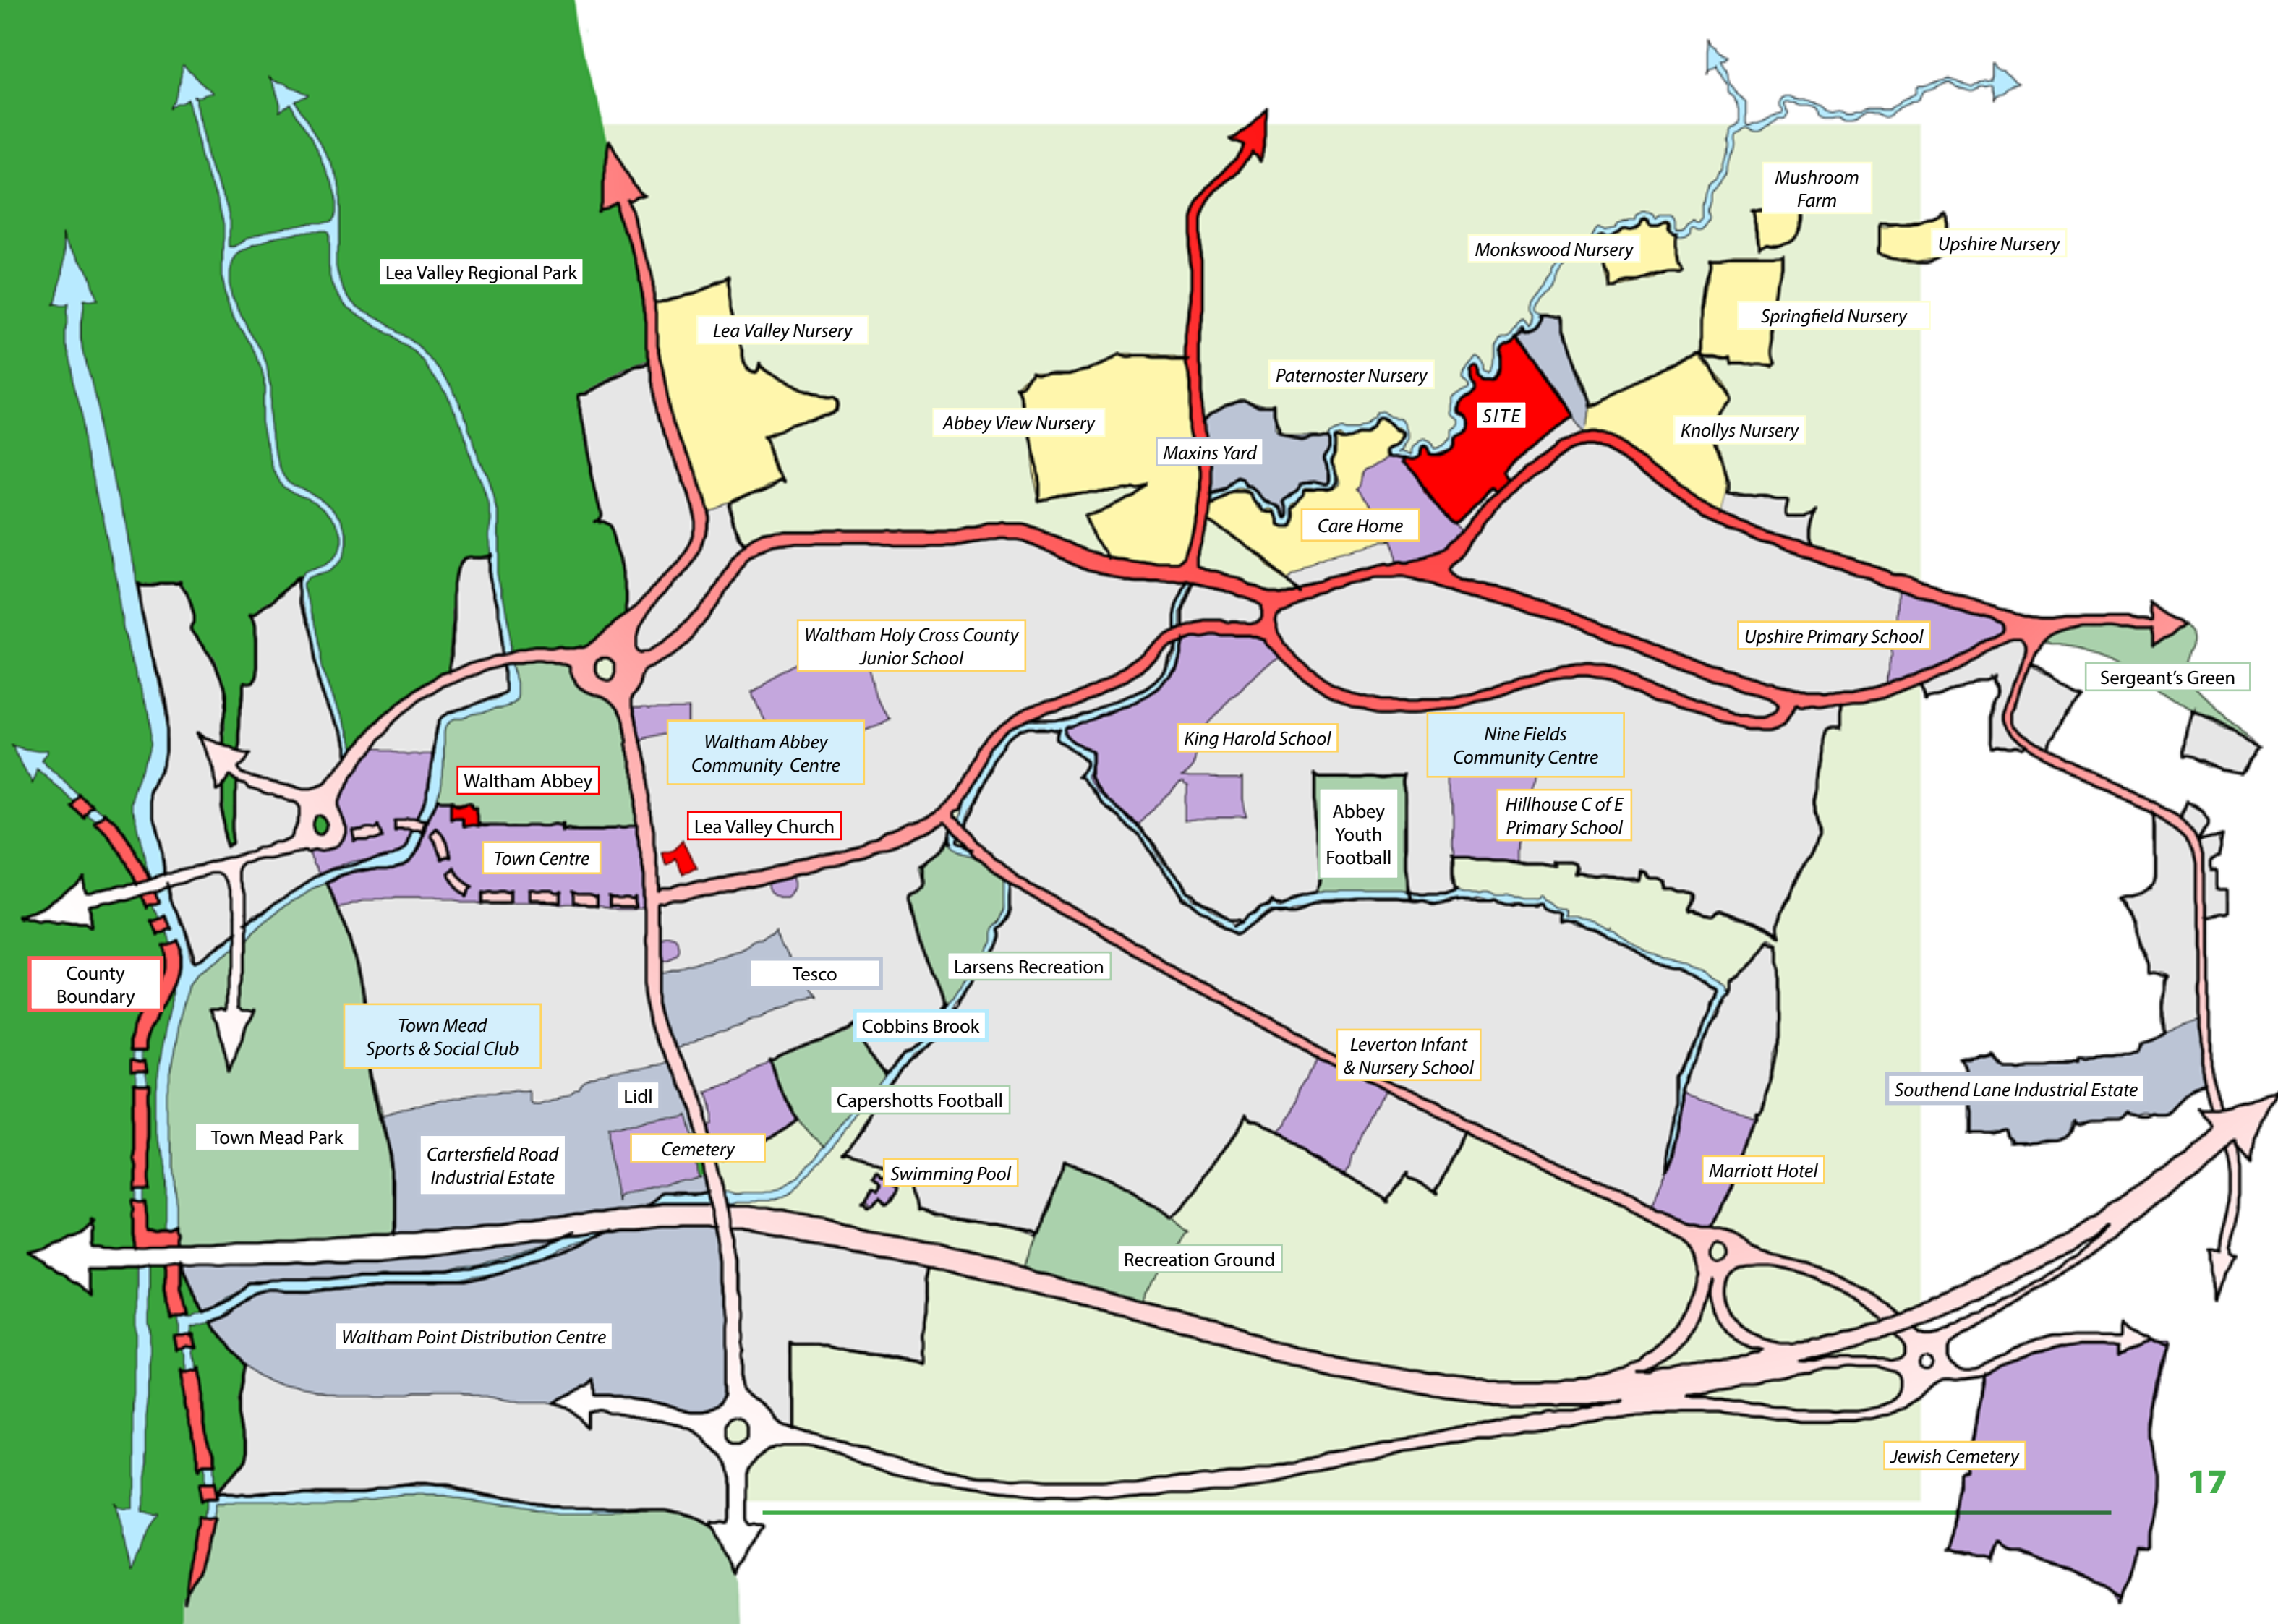 Mushroom
Farm
Monkswood Nursery
Upshire Nursery
Lea Valley Regional Park
Lea Valley Nursery
Springfield Nursery
Paternoster Nursery
SITE
Abbey View Nursery
Knollys Nursery
Maxins Yard
Care Home
Waltham Holy Cross County
Junior School
Upshire Primary School
Sergeant's Green
Waltham Abbey
Community Centre
King Harold School
Nine Fields
Community Centre
Waltham Abbey
Hillhouse C of E
Primary School
Abbey
Youth
Football
Lea Valley Church
Town Centre
County
Boundary
Tesco
Larsens Recreation
Town Mead
Sports & Social Club
Cobbins Brook
Leverton Infant
& Nursery School
Lidl
Capershotts Football
Southend Lane Industrial Estate
Town Mead Park
Cartersfield Road
Industrial Estate
Cemetery
Swimming Pool
Marriott Hotel
Recreation Ground
Waltham Point Distribution Centre
Jewish Cemetery
17